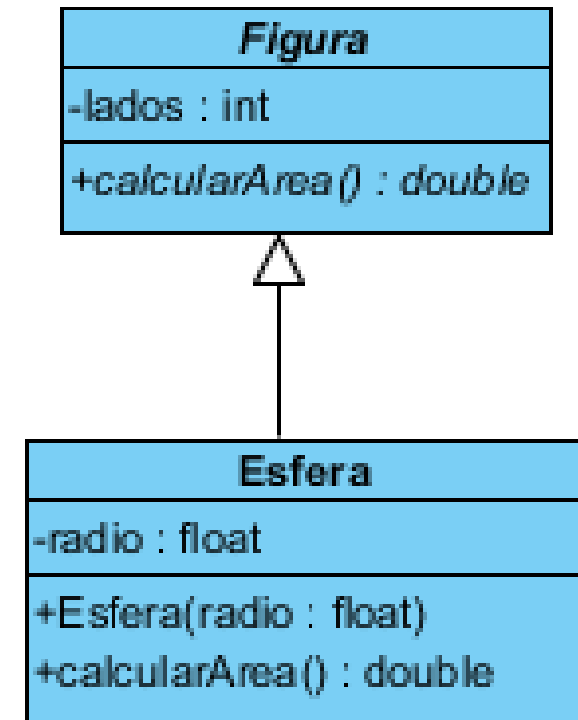 Figura
-lados : int
+calcularArea() : double
Esfera
-radio : float
+Esfera(radio : float)
+calcularArea() : double